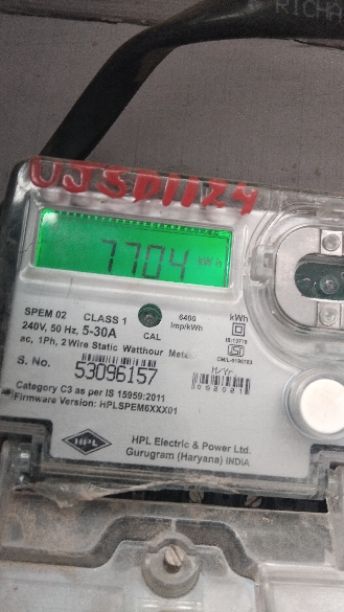 RICHA
UJSD1124
7704 kWh
SPEM 02 CLASS 1 6400 kWh
240V, 50 Hz, 5-30A CAL imp/kWh
ac, 1Ph, 2 Wire Static Watthour
S. No. 53096157 M/Yr
Category C3 as per IS 15959:2011
Firmware Version: HPLSPEM6XXX01
HPL HPL Electric & Power Ltd.
Gurugram (Haryana) INDIA